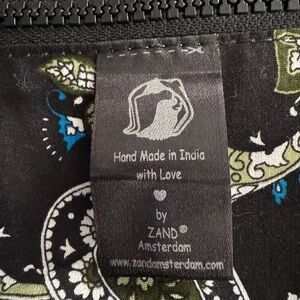 Hand Made in India
with Love
♥
by
ZAND®
Amsterdam
www.zandamsterdam.com